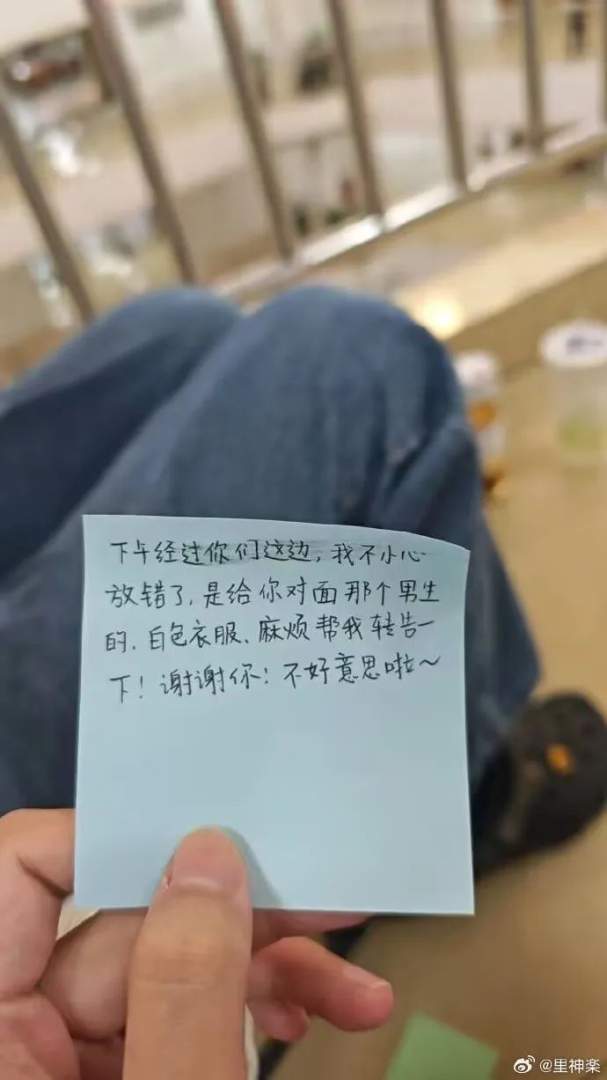 下午经过你们这边，我不小心
放错了，是给你对面那个男生
的、白色衣服、麻烦帮我转告一
下！谢谢你！不好意思啦～
@里神楽